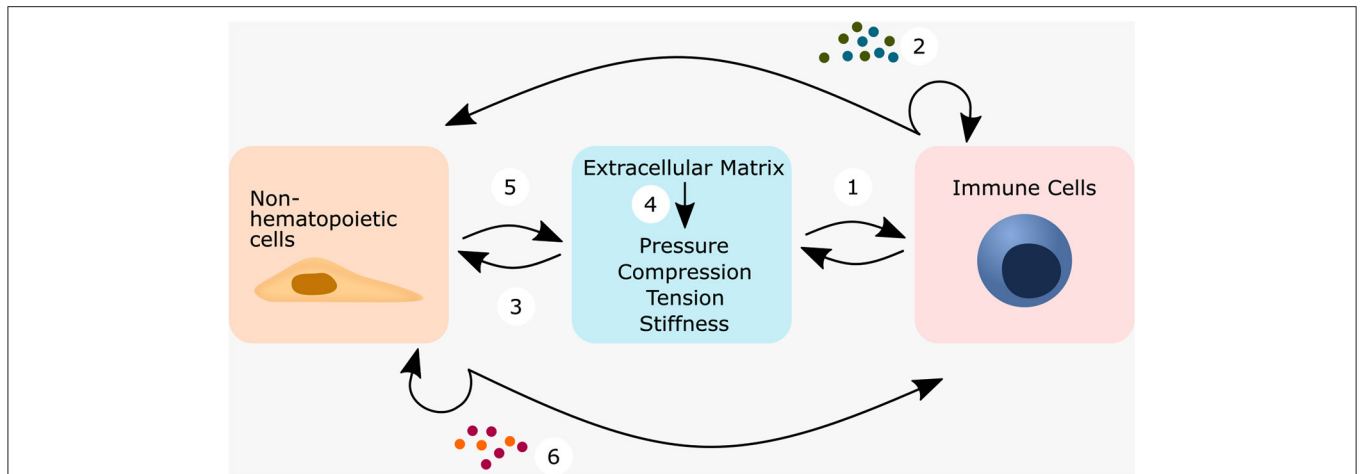 2
Non-
hematopoietic
cells
5
3
Extracellular Matrix
4
Pressure
Compression
Tension
Stiffness
1
Immune Cells
6